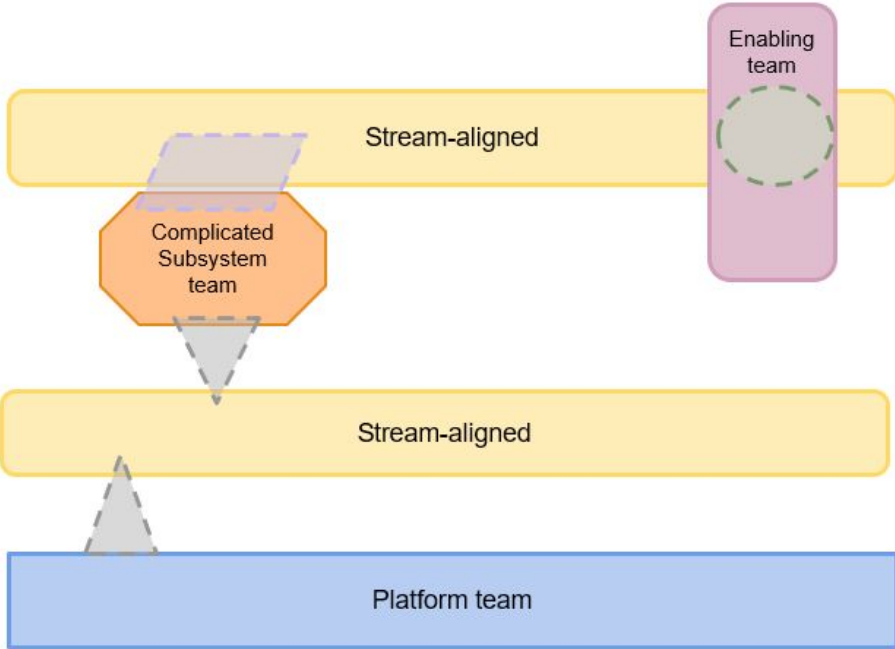 Enabling
team
Stream-aligned
Complicated
Subsystem
team
Stream-aligned
Platform team